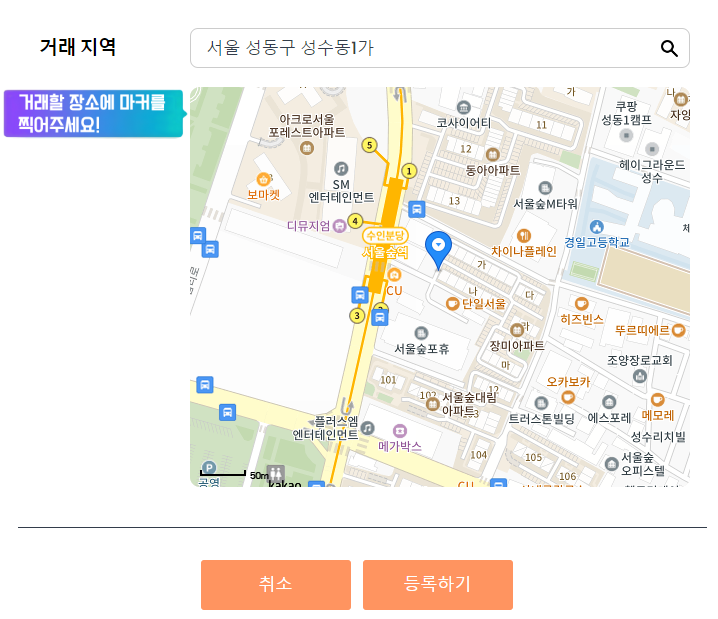 거래 지역
서울 성동구 성수동1가
거래할 장소에 마커를
찍어주세요!
아크로서울
포레스트아파트
코사이어티
가
11
쿠팡
성동1캠프
5
12
1
동아아파트
헤이그라운드
성수
SM
엔터테인먼트
보마켓
13
서울숲M타워
디뮤지엄
4
수인분당
서울숲역
차이나플레인
경일고등학교
가
CU
나
다
단일서울
히즈빈스
3
장미아파트
뚜르띠에르
서울숲포휴
마
조양장로교회
101
오카보카
12
서울숲대림
아파트
트러스톤빌딩
에스포레
메모레
플러스엠
엔터테인먼트
성수리치빌
메가박스
104
105
서울숲
오피스텔
106
P
공영
50m
kakao
CU
취소
등록하기